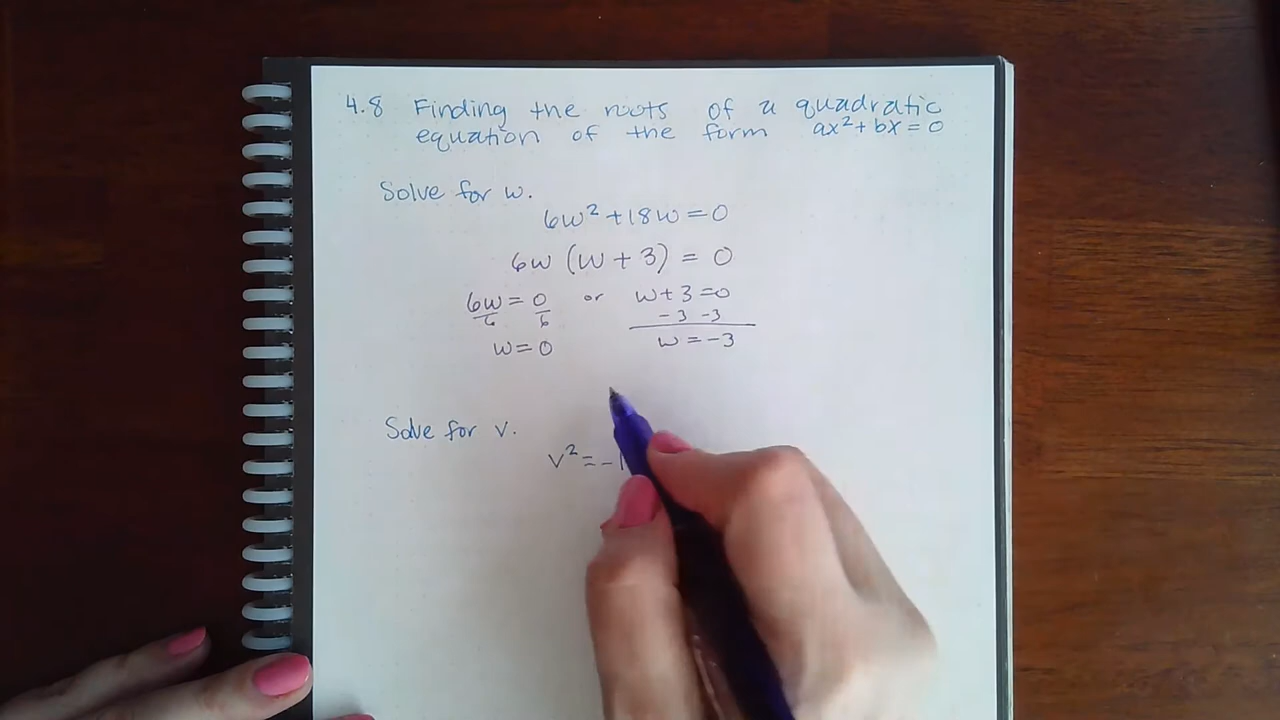 4.8 Finding the roots of a quadratic
equation of the form ax²+bx=0
Solve for w.
6w²+18w=0
6w (w+3) = 0
6w = 0 or w+3=0
6 6 -3 -3
w=0 w=-3
Solve for v.
v²=-1